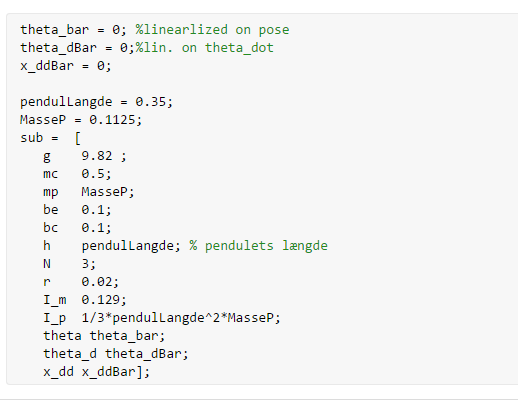 theta_bar = 0; %linearlized on pose
theta_dBar = 0;%lin. on theta_dot
x_ddBar = 0;
pendulLangde = 0.35;
MasseP = 0.1125;
sub =  [
g    9.82 ;
mc   0.5;
mp   MasseP;
be   0.1;
bc   0.1;
h    pendulLangde; % pendulets længde
N    3;
r    0.02;
I_m  0.129;
I_p  1/3*pendulLangde^2*MasseP;
theta theta_bar;
theta_d theta_dBar;
x_dd x_ddBar];